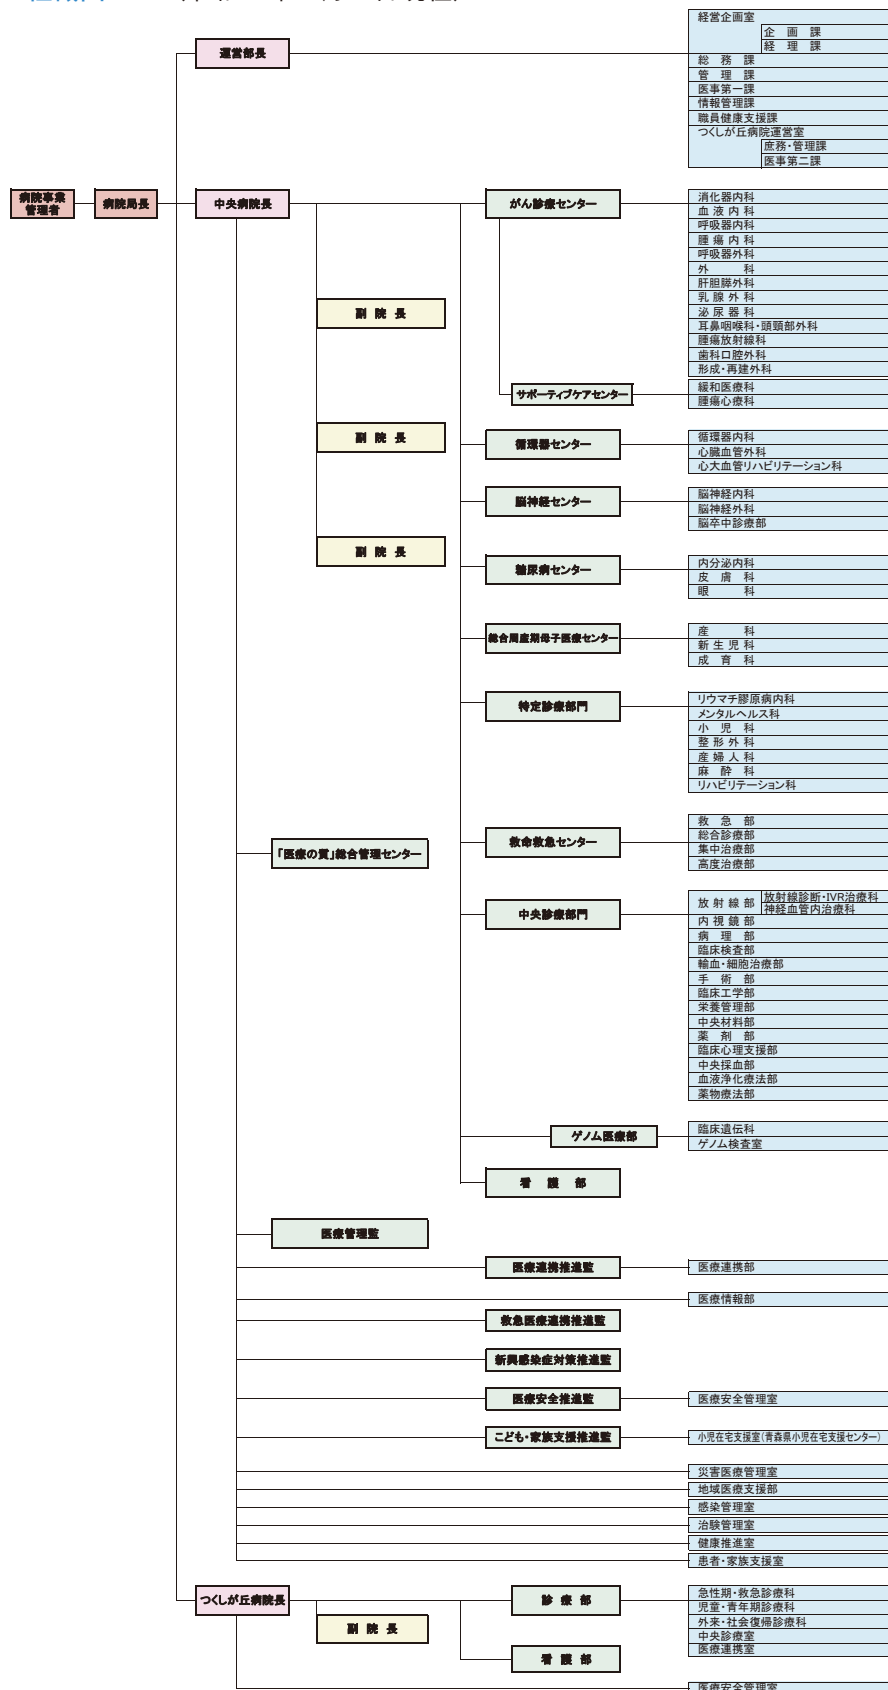 経営企画室
企画課
経理課
運営部長
総務課
管理課
医事第一課
情報管理課
職員健康支援課
つくしが丘病院運営室
庶務・管理課
医事第二課
病院事業
管理者
病院局長
中央病院長
がん診療センター
消化器内科
血液内科
呼吸器内科
腫瘍内科
呼吸器外科
外科
肝胆膵外科
乳腺外科
泌尿器科
耳鼻咽喉科・頭頸部外科
腫瘍放射線科
歯科口腔外科
形成・再建外科
副院長
サポーティブケアセンター
緩和医療科
腫瘍心療科
副院長
循環器センター
循環器内科
心臓血管外科
心大血管リハビリテーション科
脳神経センター
脳神経内科
脳神経外科
脳卒中診療部
副院長
糖尿病センター
内分泌内科
皮膚科
眼科
総合周産期母子医療センター
産科
新生児科
成育科
特定診療部門
リウマチ膠原病内科
メンタルヘルス科
小児科
整形外科
産婦人科
麻酔科
リハビリテーション科
「医療の質」総合管理センター
救命救急センター
救急部
総合診療部
集中治療部
高度治療部
中央診療部門
放射線部
放射線診断・IVR治療科
神経血管内治療科
内視鏡部
病理部
臨床検査部
輸血・細胞治療部
手術部
臨床工学部
栄養管理部
中央材料部
薬剤部
臨床心理支援部
中央採血部
血液浄化療法部
薬物療法部
ゲノム医療部
臨床遺伝科
ゲノム検査室
看護部
医療管理監
医療連携推進監
医療連携部
医療情報部
救急医療連携推進監
新興感染症対策推進監
医療安全推進監
医療安全管理室
こども・家族支援推進監
小児在宅支援室(青森県小児在宅支援センター)
災害医療管理室
地域医療支援部
感染管理室
治験管理室
健康推進室
患者・家族支援室
つくしが丘病院長
副院長
診療部
急性期・救急診療科
児童・青年期診療科
外来・社会復帰診療科
中央診療室
医療連携室
看護部
医療安全管理室